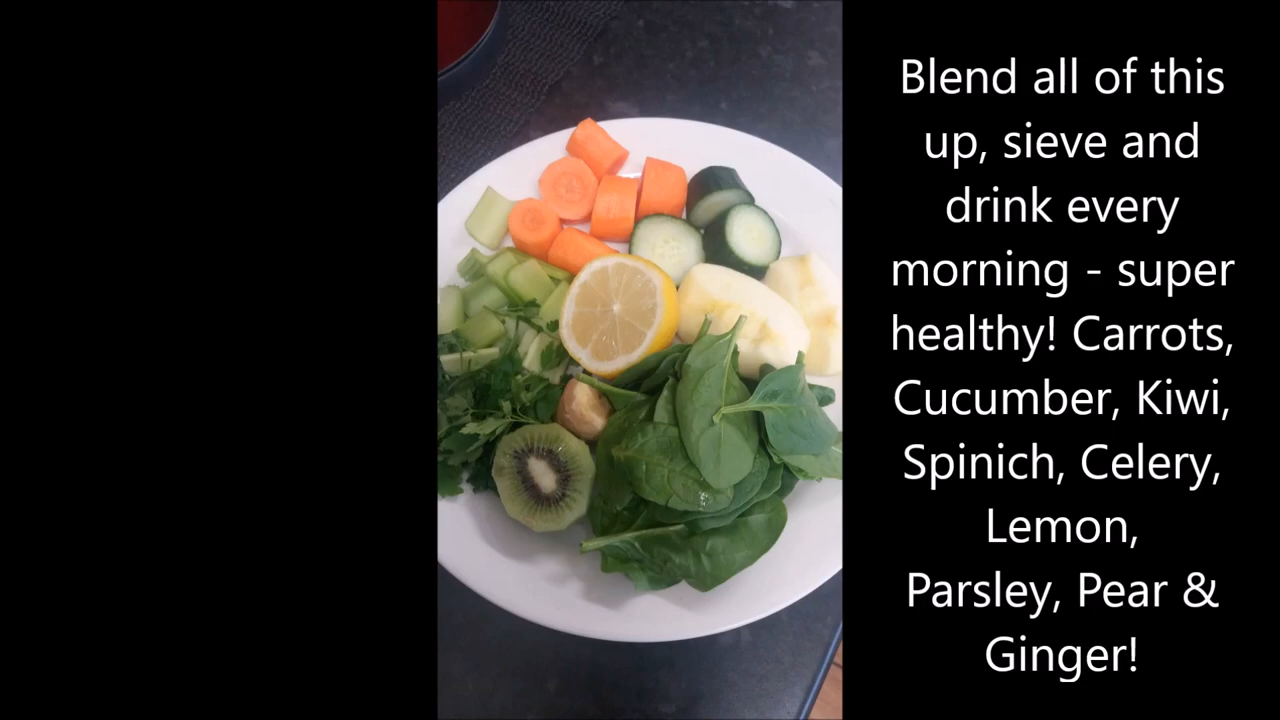 Blend all of this
up, sieve and
drink every
morning - super
healthy! Carrots,
Cucumber, Kiwi,
Spinich, Celery,
Lemon,
Parsley, Pear &
Ginger!